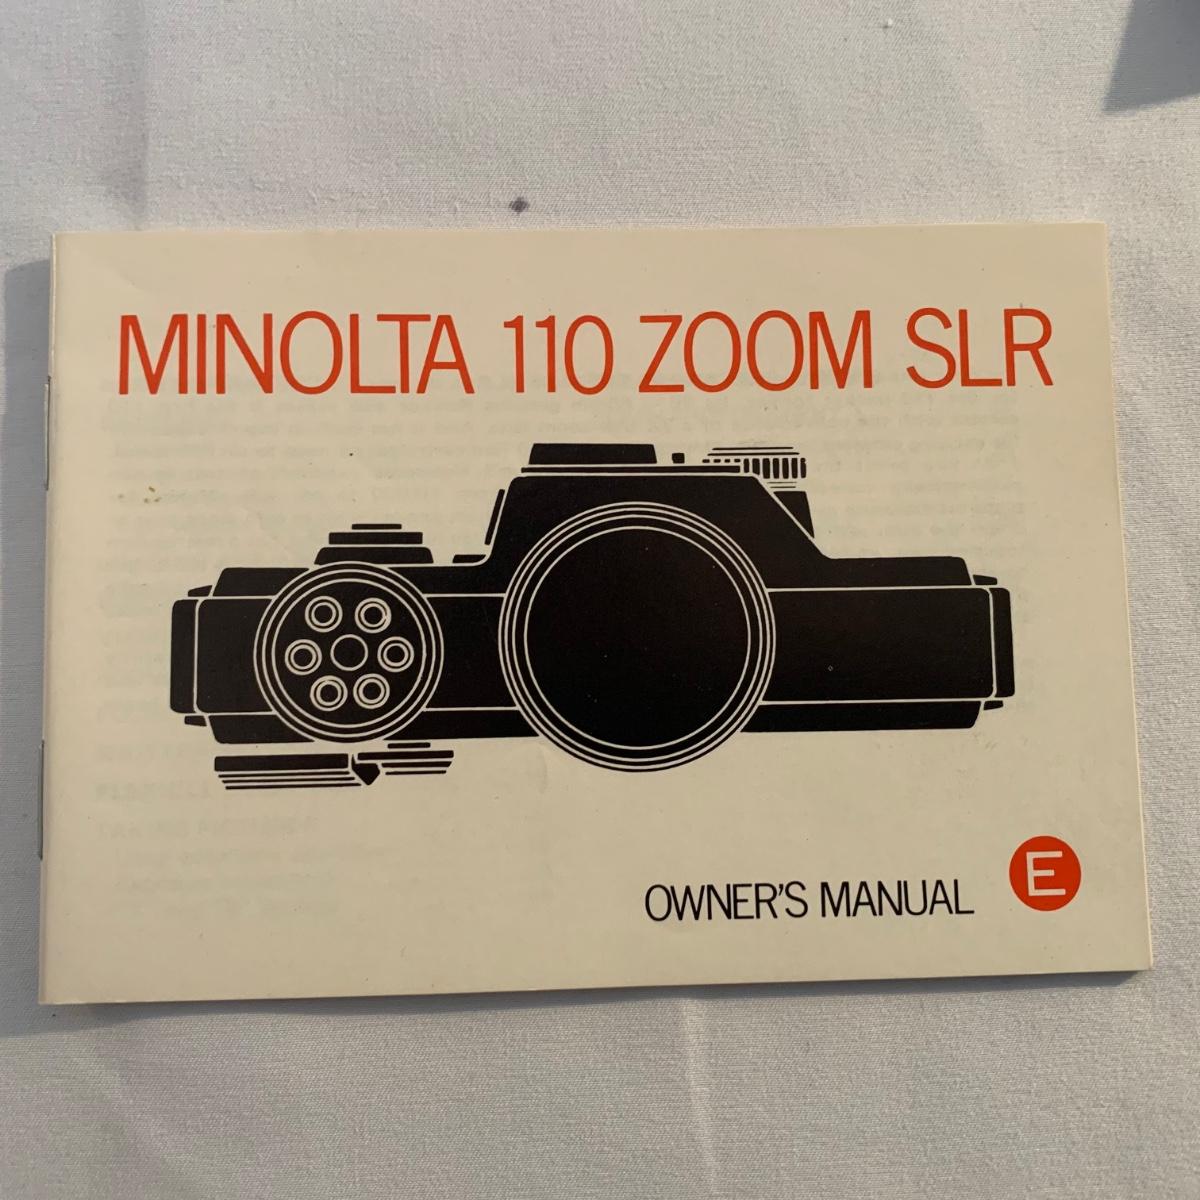 MINOLTA 110 ZOOM SLR
OWNER'S MANUAL
E